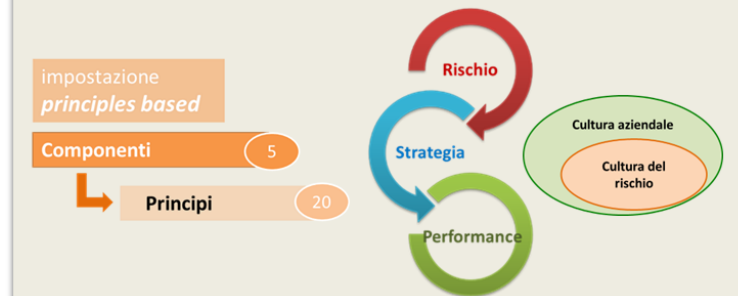 impostazione
principles based
Componenti
5
Principi
20
Rischio
Strategia
Performance
Cultura aziendale
Cultura del
rischio